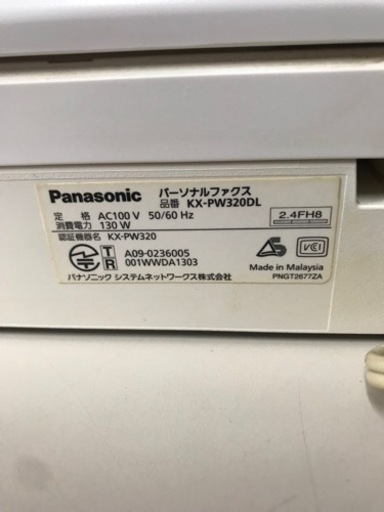 Panasonic パーソナルファクス
品番 KX-PW320DL
定 格 AC100 V 50/60 Hz
消費電力 130 W
2.4FH8
認証機器名 KX-PW320
T A09-0236005
R 001WWDA1303
VCI
パナソニック システムネットワークス株式会社
Made in Malaysia
PNGT2677ZA